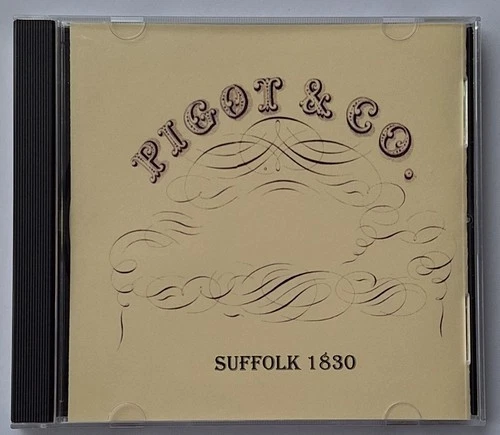 PIGOT & CO.
SUFFOLK 1830